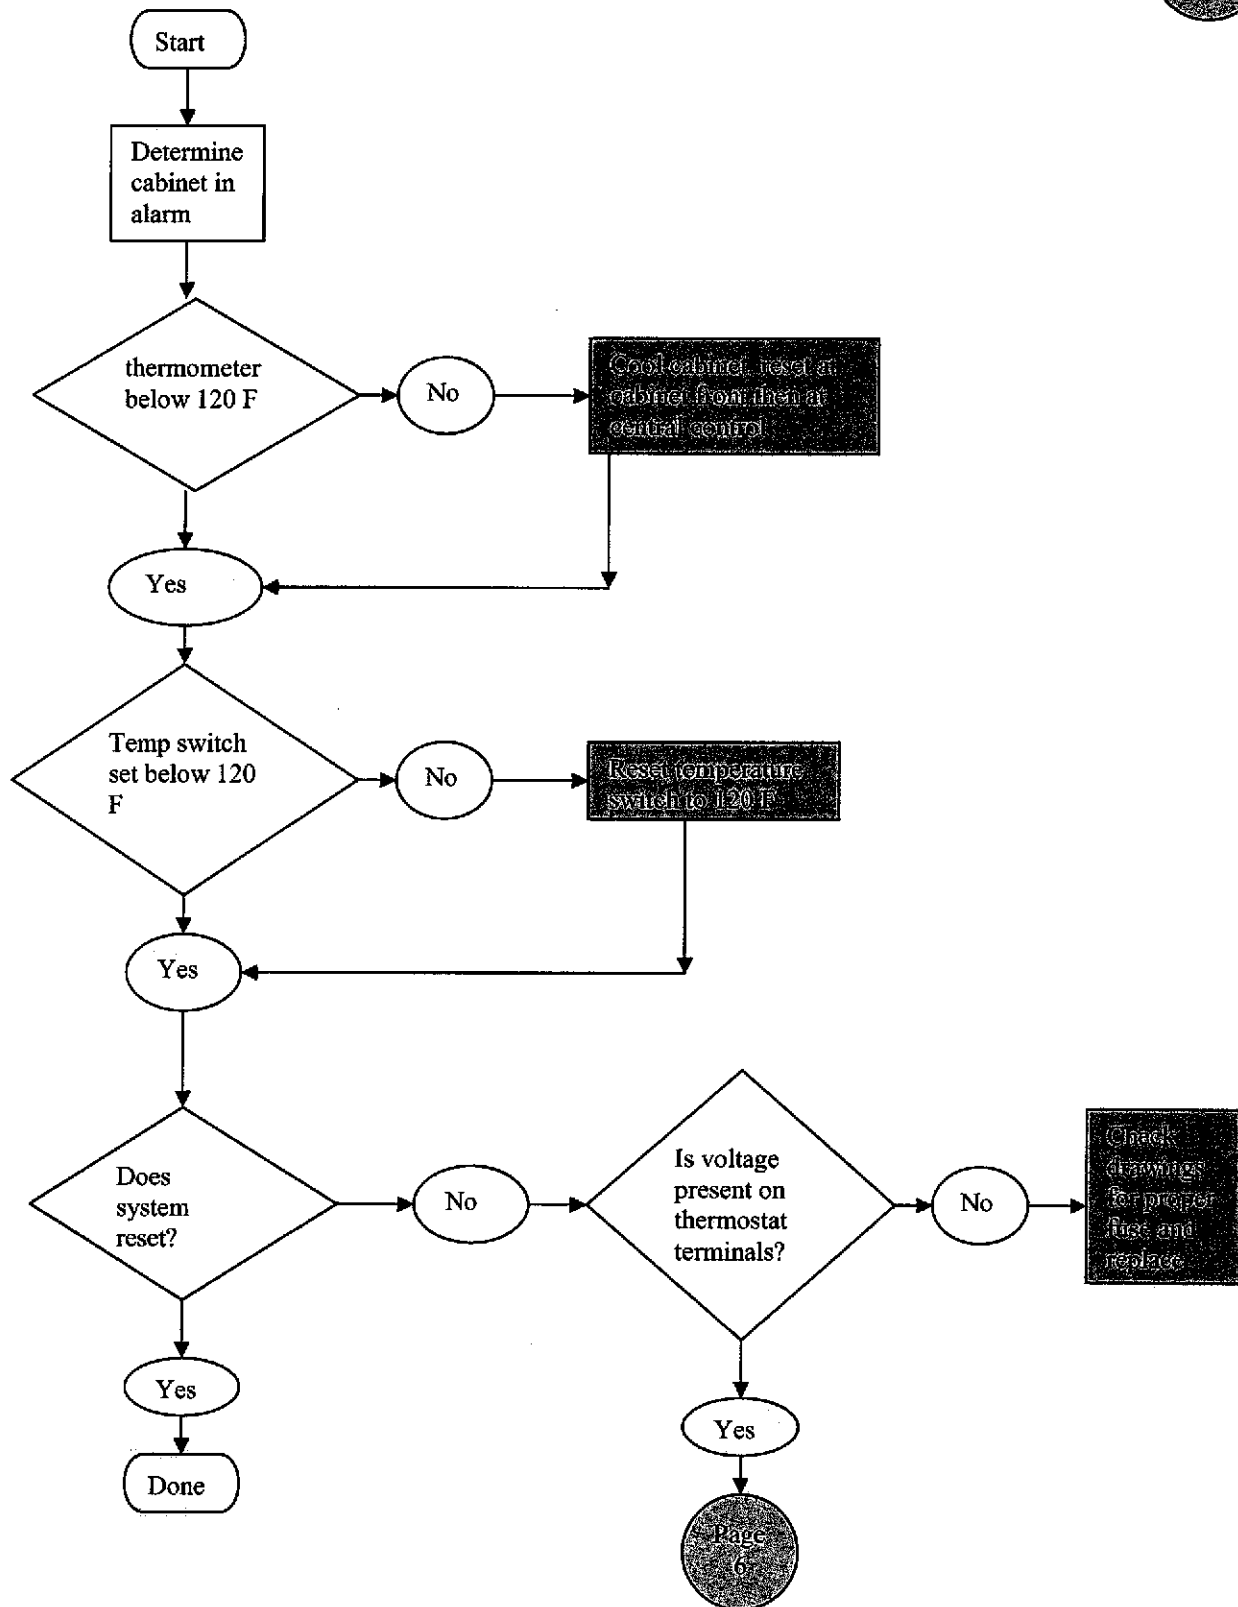 Start
Determine
cabinet in
alarm
thermometer
below 120 F
No
Cool cabinet, reset at
cabinet front then at
central control
Yes
Temp switch
set below 120
F
No
Reset temperature
switch to 120 F
Yes
Does
system
reset?
No
Is voltage
present on
thermostat
terminals?
No
drawings
for proper
fuse and
replace
Yes
Done
Yes
Page
6